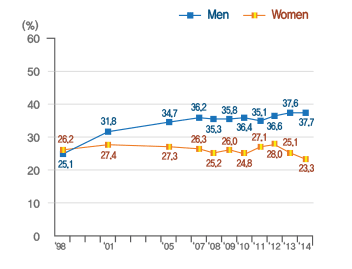 Men Women
(%)
60
50
40
30
20
10
0
26,2 31,8 34,7 36,2 35,8 35,1 37,6
35,3 36,4 36,6 37,7
25,1 27,4 27,3 26,3 26,0 27,1 25,1
25,2 24,8 28,0 23,3
'98 '01 '05 '07 '08 '09 '10 '11 '12 '13 '14